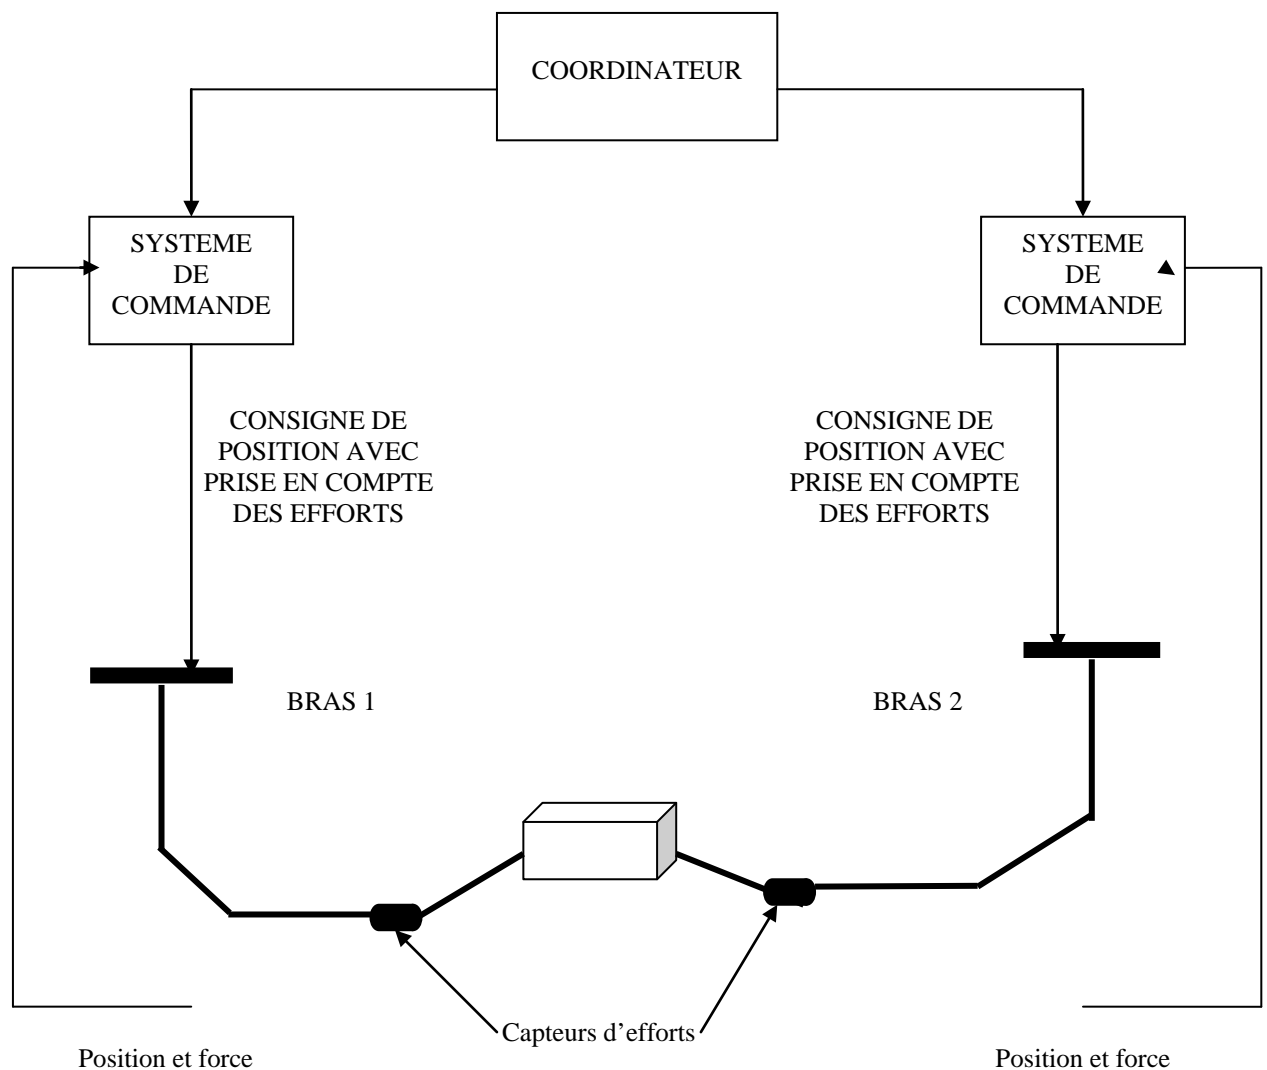 COORDINATEUR
SYSTEME
DE
COMMANDE
SYSTEME
DE
COMMANDE
CONSIGNE DE
POSITION AVEC
PRISE EN COMPTE
DES EFFORTS
CONSIGNE DE
POSITION AVEC
PRISE EN COMPTE
DES EFFORTS
BRAS 1
BRAS 2
Capteurs d’efforts
Position et force
Position et force